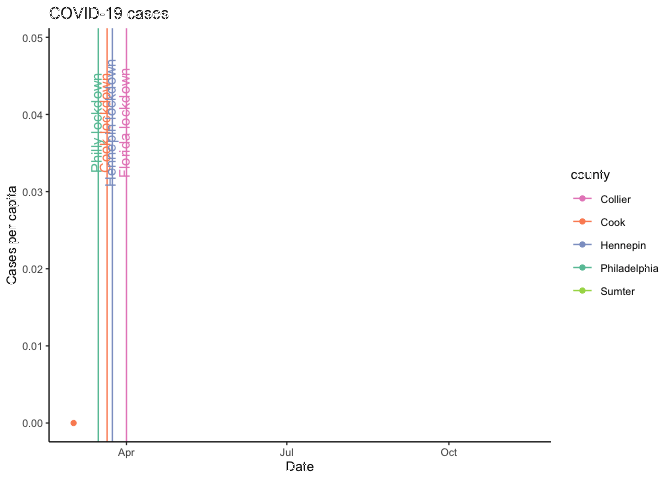 COVID-19 cases
Cases per capita
0.05
0.04
0.03
0.02
0.01
0.00
Philly lockdown
Cook lockdown
Hennepin lockdown
Florida lockdown
Apr
Jul
Oct
Date
county
Collier
Cook
Hennepin
Philadelphia
Sumter